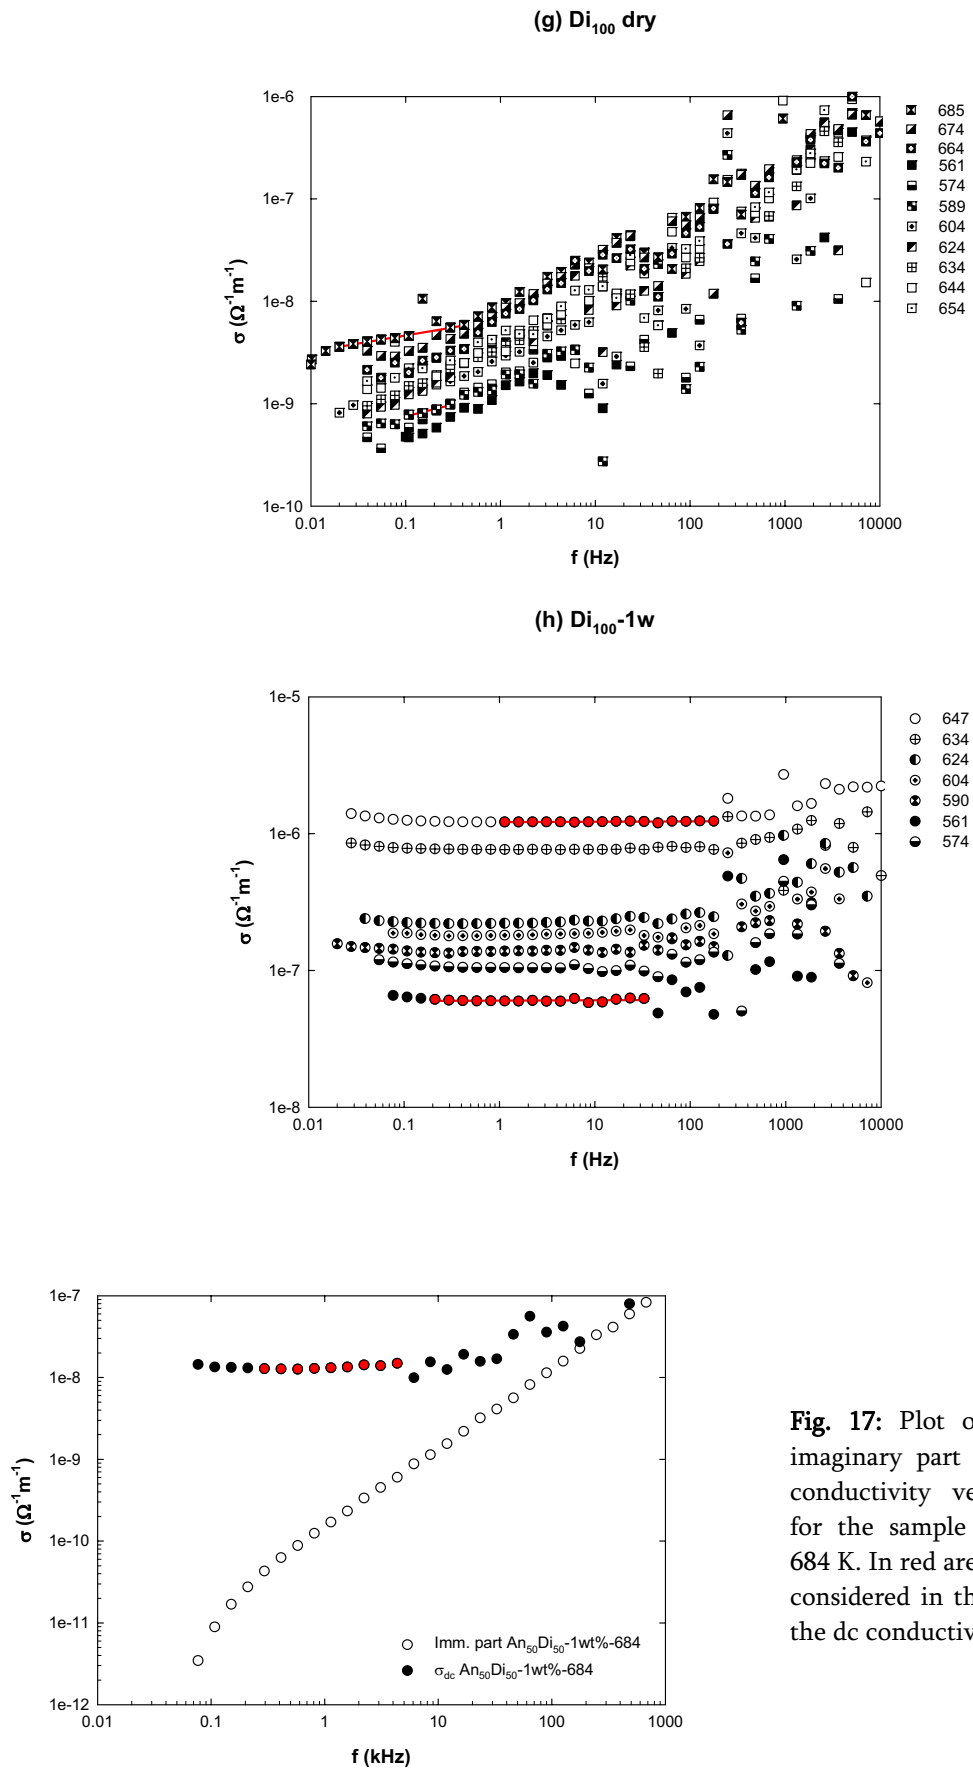 (g) Di100 dry
1e-6
1e-7
1e-8
1e-9
1e-10
σ (Ω-1m-1)
0.01 0.1 1 10 100 1000 10000
f (Hz)
685
674
664
561
574
589
604
624
634
644
654
(h) Di100-1w
1e-5
1e-6
1e-7
1e-8
σ (Ω-1m-1)
0.01 0.1 1 10 100 1000 10000
f (Hz)
647
634
624
604
590
561
574
1e-7
1e-8
1e-9
1e-10
1e-11
1e-12
σ (Ω-1m-1)
0.01 0.1 1 10 100 1000
f (kHz)
Imm. part An50Di50-1wt%-684
σdc An50Di50-1wt%-684
Fig. 17: Plot o
imaginary part
conductivity ve
for the sample
684 K. In red are
considered in th
the dc conductiv